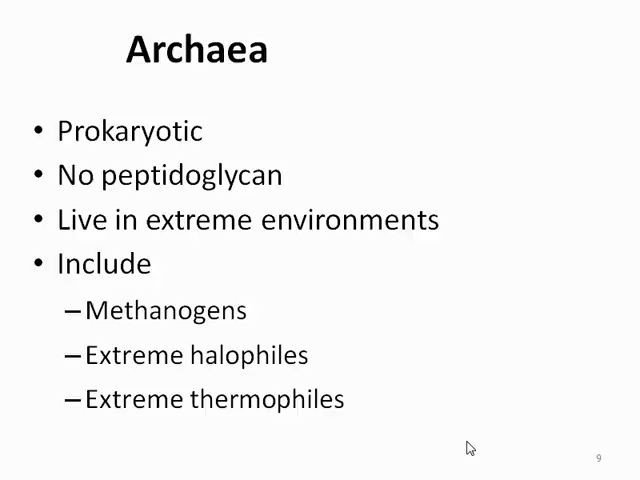 Archaea
• Prokaryotic
• No peptidoglycan
• Live in extreme environments
• Include
– Methanogens
– Extreme halophiles
– Extreme thermophiles
9